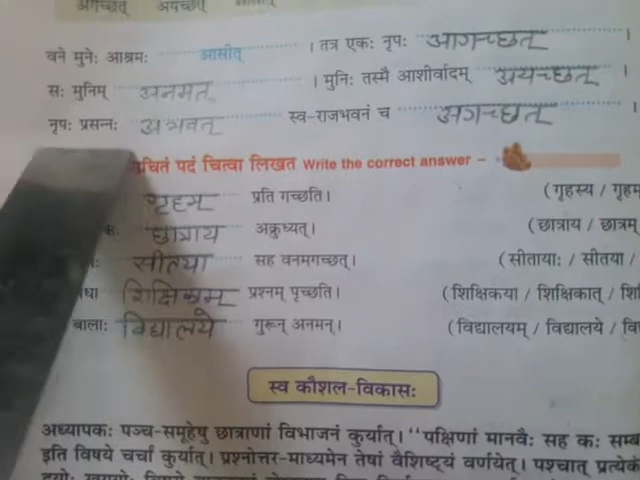 वने मुनेः आश्रमः आसीत् । तत्र एकः नृपः आगच्छत् ।
सः मुनिम् अनमत् । मुनिः तस्मै आशीर्वादम् अयच्छत् ।
नृपः प्रसन्नः अभवत् स्व-राजभवनं च अगच्छत्
चितं पदं चित्वा लिखत Write the correct answer –
गृहम् प्रति गच्छति। (गृहस्य / गृहम
छात्राय अक्रुध्यत्। (छात्राय / छात्रम्
सीतया सह वनमगच्छत्। (सीतायाः / सीतया /
धा शिक्षिकाम् प्रश्नम् पृच्छति। (शिक्षिकया / शिक्षिकात् / शि
बालाः विद्यालये गुरून् अनमन्। (विद्यालयम् / विद्यालये / वि
स्व कौशल-विकासः
अध्यापकः पञ्च-समूहेषु छात्राणां विभाजनं कुर्यात्। "पक्षिणां मानवैः सह कः सम्ब
इति विषये चर्चा कुर्यात्। प्रश्नोत्तर-माध्यमेन तेषां वैशिष्ट्यं वर्णयेत्। पश्चात् प्रत्येकं